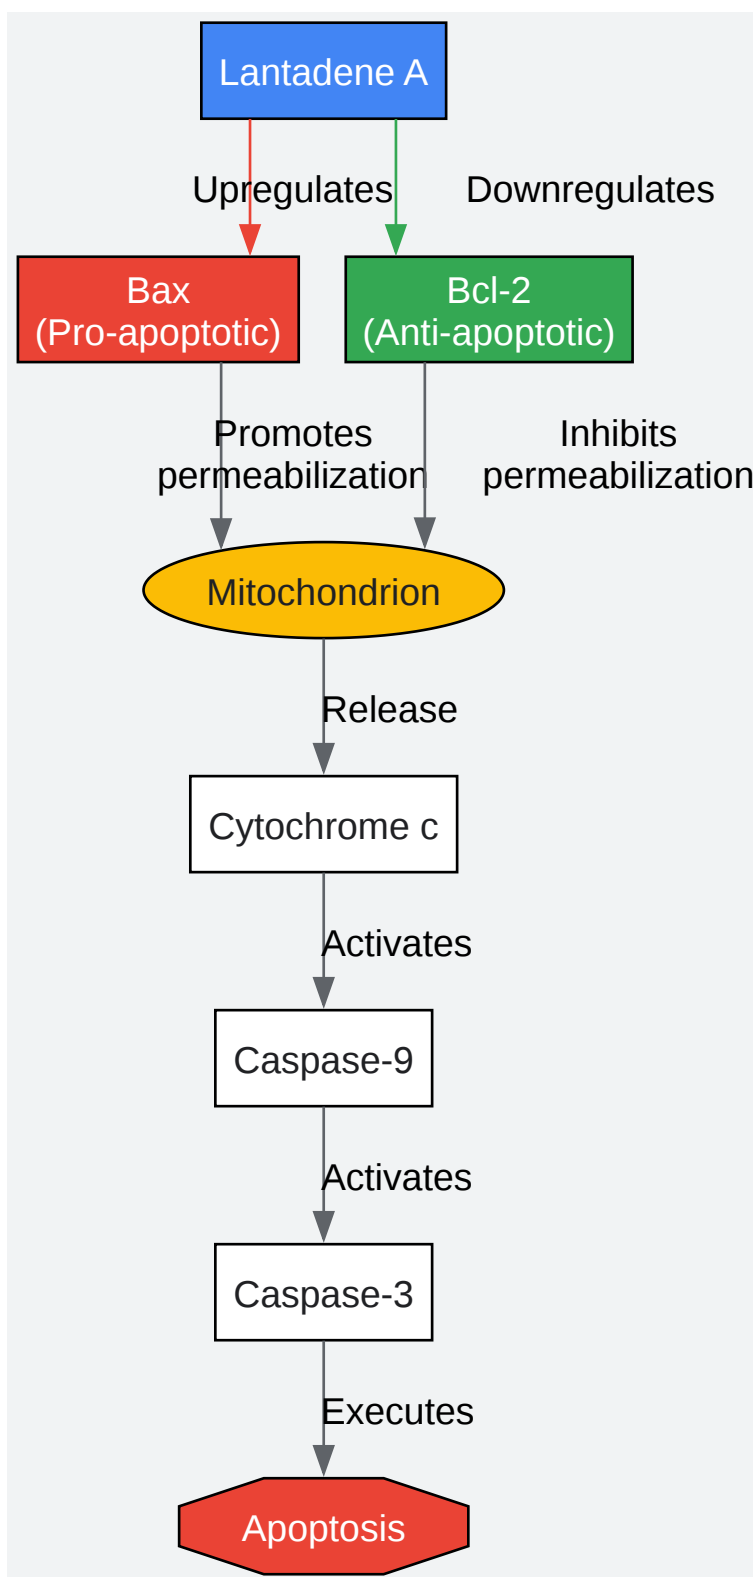 Lantadene A
Upregulates
Downregulates
Bax
(Pro-apoptotic)
Bcl-2
(Anti-apoptotic)
Promotes
permeabilization
Inhibits
permeabilization
Mitochondrion
Release
Cytochrome c
Activates
Caspase-9
Activates
Caspase-3
Executes
Apoptosis